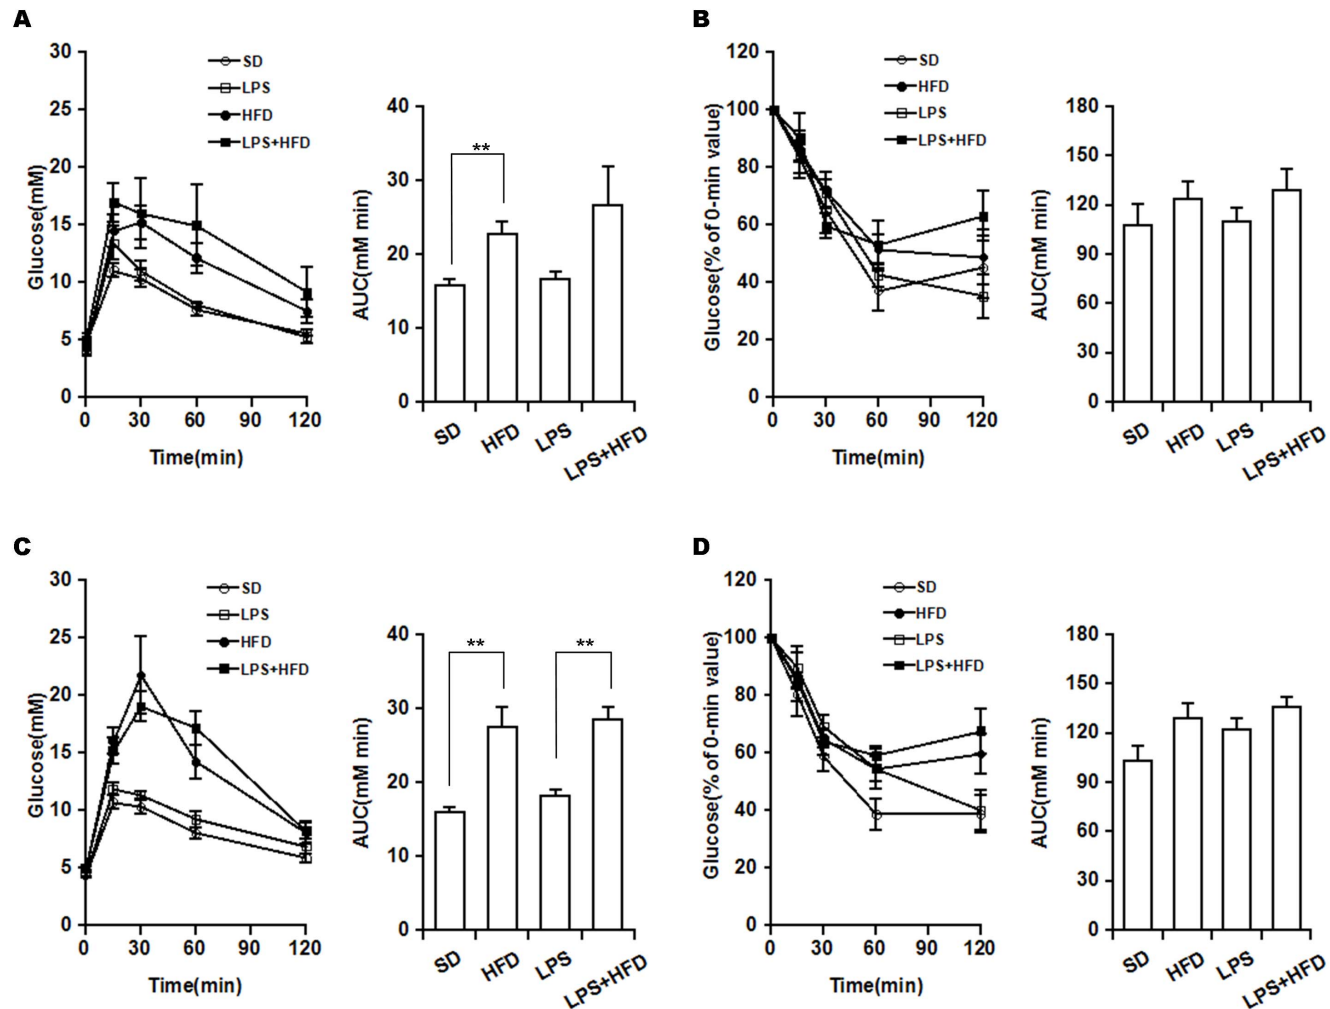 A
30
25
20
15
10
5
0
Glucose(mM)
SD
LPS
HFD
LPS+HFD
0 30 60 90 120
Time(min)
40
30
20
10
0
AUC(mM min)
**
SD HFD LPS LPS+HFD
B
120
100
80
60
40
20
0
Glucose(% of 0-min value)
SD
HFD
LPS
LPS+HFD
0 30 60 90 120
Time(min)
180
150
120
90
60
30
0
AUC(mM min)
SD HFD LPS LPS+HFD
C
30
25
20
15
10
5
0
Glucose(mM)
SD
LPS
HFD
LPS+HFD
0 30 60 90 120
Time(min)
40
30
20
10
0
AUC(mM min)
** **
SD HFD LPS LPS+HFD
D
120
100
80
60
40
20
0
Glucose(% of 0-min value)
SD
HFD
LPS
LPS+HFD
0 30 60 90 120
Time(min)
180
150
120
90
60
30
0
AUC(mM min)
SD HFD LPS LPS+HFD